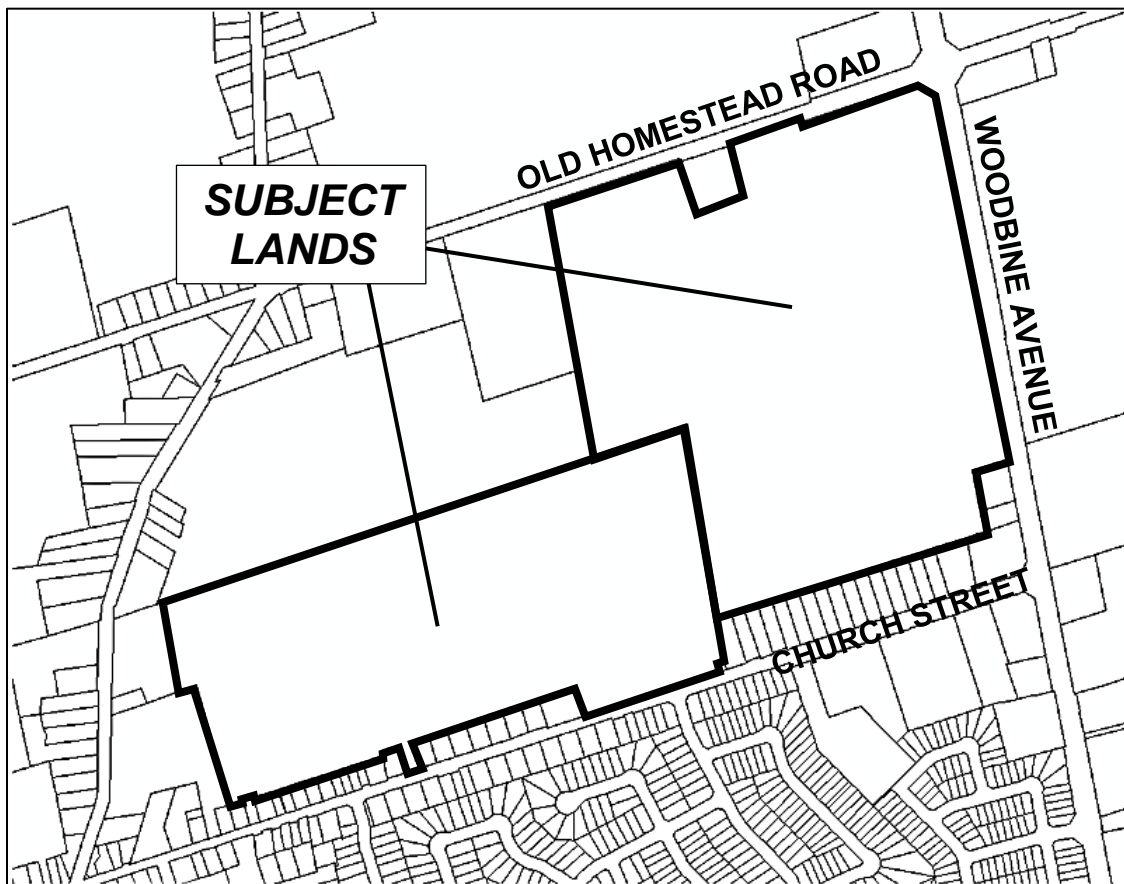 OLD HOMESTEAD ROAD
SUBJECT
LANDS
WOODBINE AVENUE
CHURCH STREET